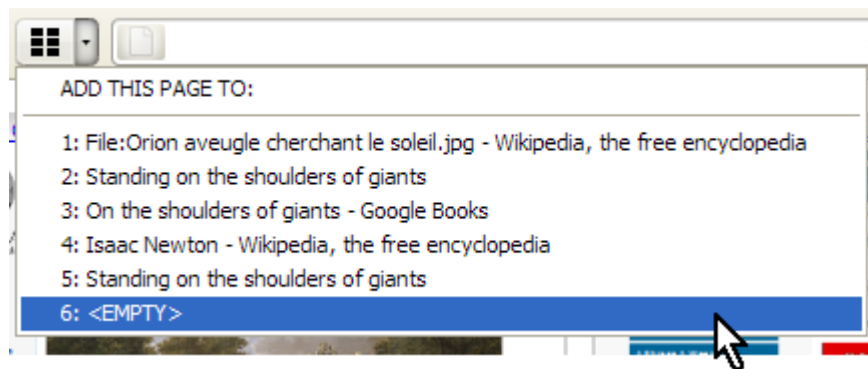 ADD THIS PAGE TO:
1: File:Orion aveugle cherchant le soleil.jpg - Wikipedia, the free encyclopedia
2: Standing on the shoulders of giants
3: On the shoulders of giants - Google Books
4: Isaac Newton - Wikipedia, the free encyclopedia
5: Standing on the shoulders of giants
6: <EMPTY>